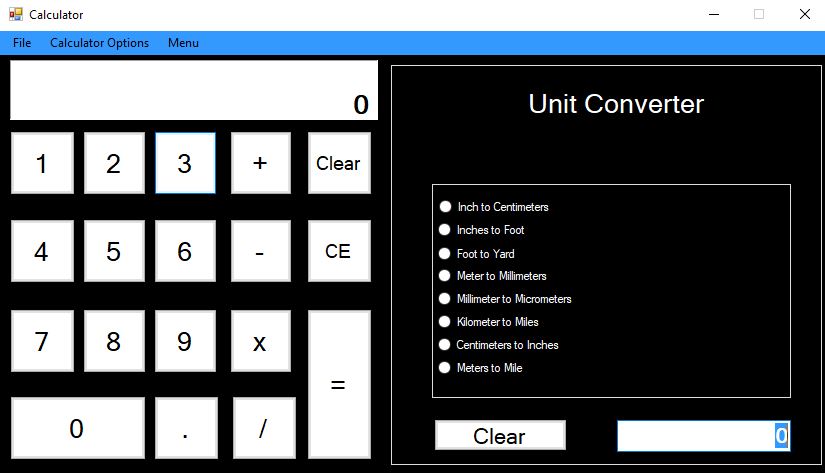 Calculator
File Calculator Options Menu
0
1 2 3 + Clear
4 5 6 - CE
7 8 9 x =
0 . /
Unit Converter
Inch to Centimeters
Inches to Foot
Foot to Yard
Meter to Millimeters
Millimeter to Micrometers
Kilometer to Miles
Centimeters to Inches
Meters to Mile
Clear 0